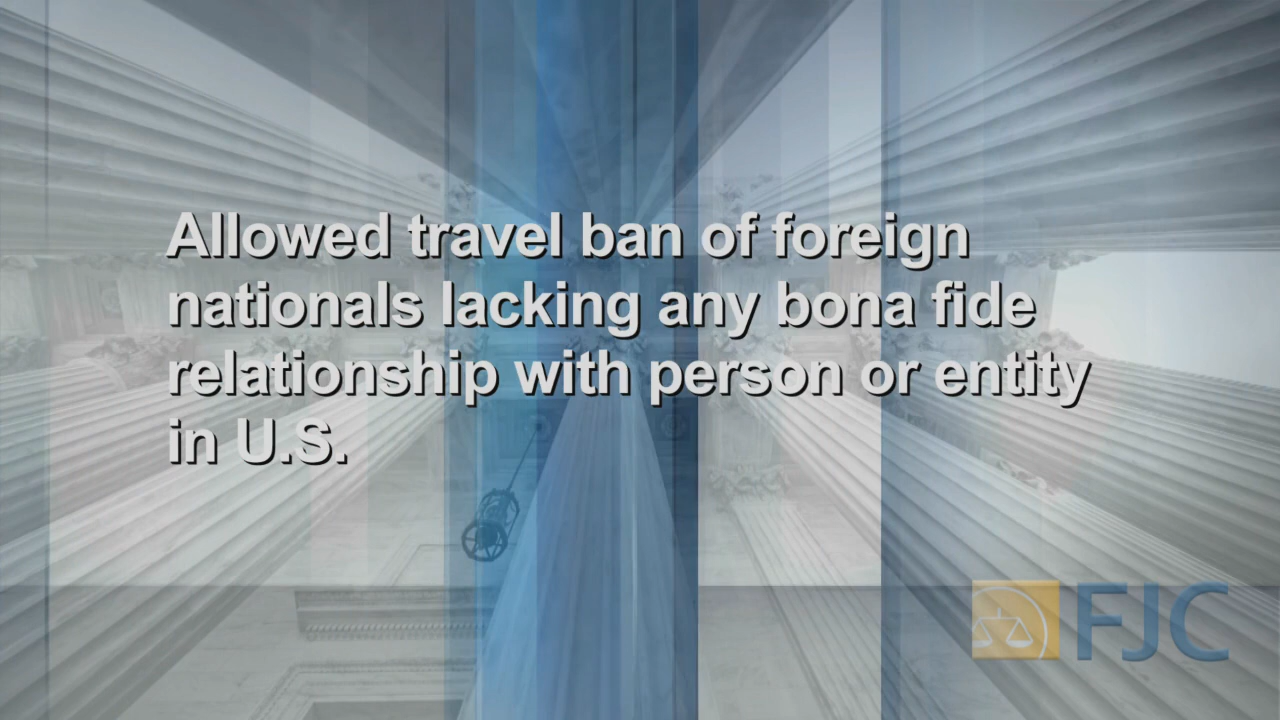 Allowed travel ban of foreign
nationals lacking any bona fide
relationship with person or entity
in U.S.
FJC